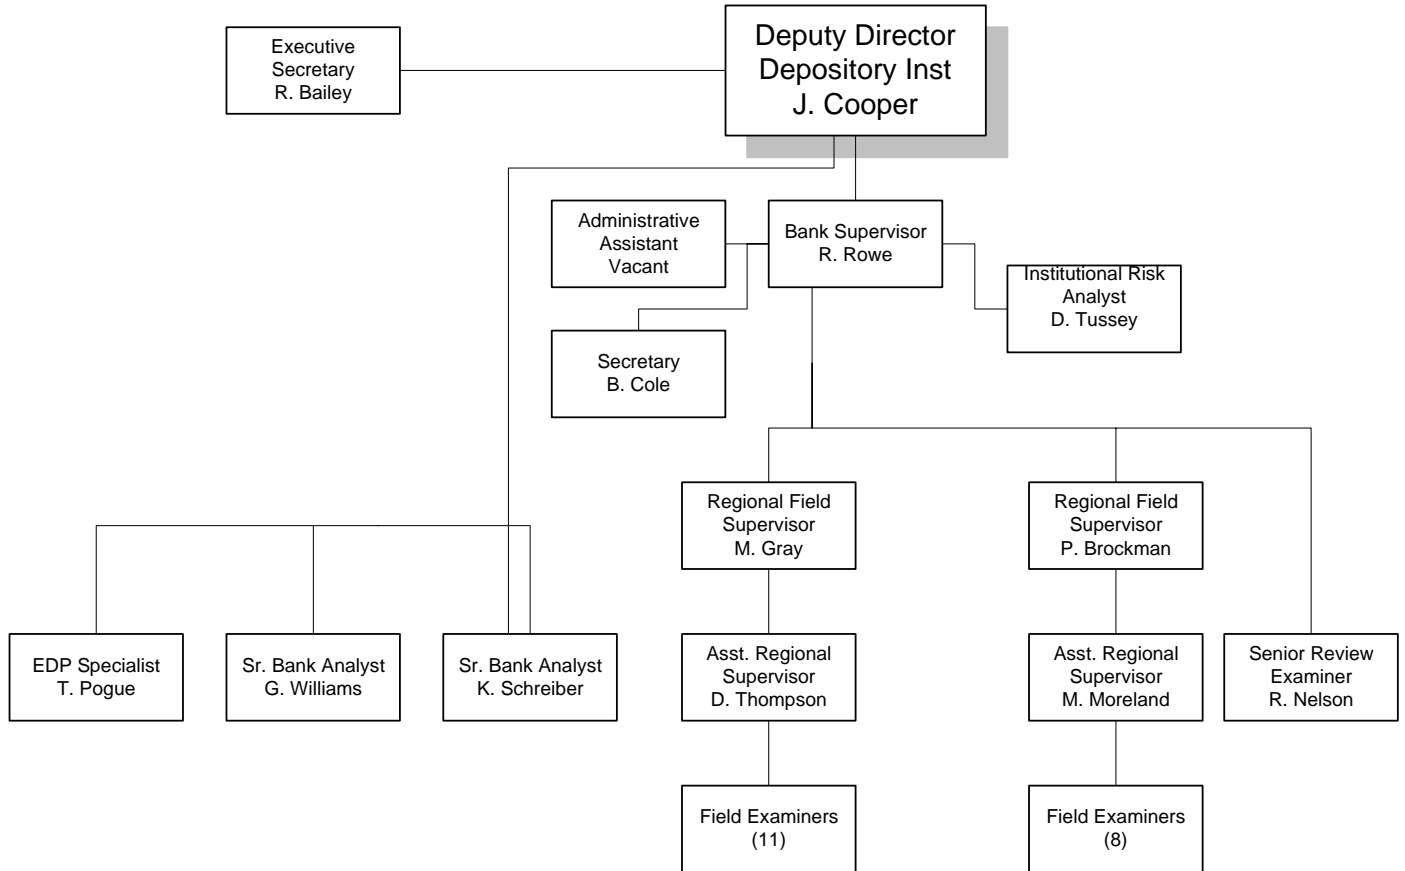 Deputy Director
Depository Inst
J. Cooper
Executive
Secretary
R. Bailey
Administrative
Assistant
Vacant
Bank Supervisor
R. Rowe
Institutional Risk
Analyst
D. Tussey
Secretary
B. Cole
Regional Field
Supervisor
M. Gray
Regional Field
Supervisor
P. Brockman
EDP Specialist
T. Pogue
Sr. Bank Analyst
G. Williams
Sr. Bank Analyst
K. Schreiber
Asst. Regional
Supervisor
D. Thompson
Asst. Regional
Supervisor
M. Moreland
Senior Review
Examiner
R. Nelson
Field Examiners
(11)
Field Examiners
(8)